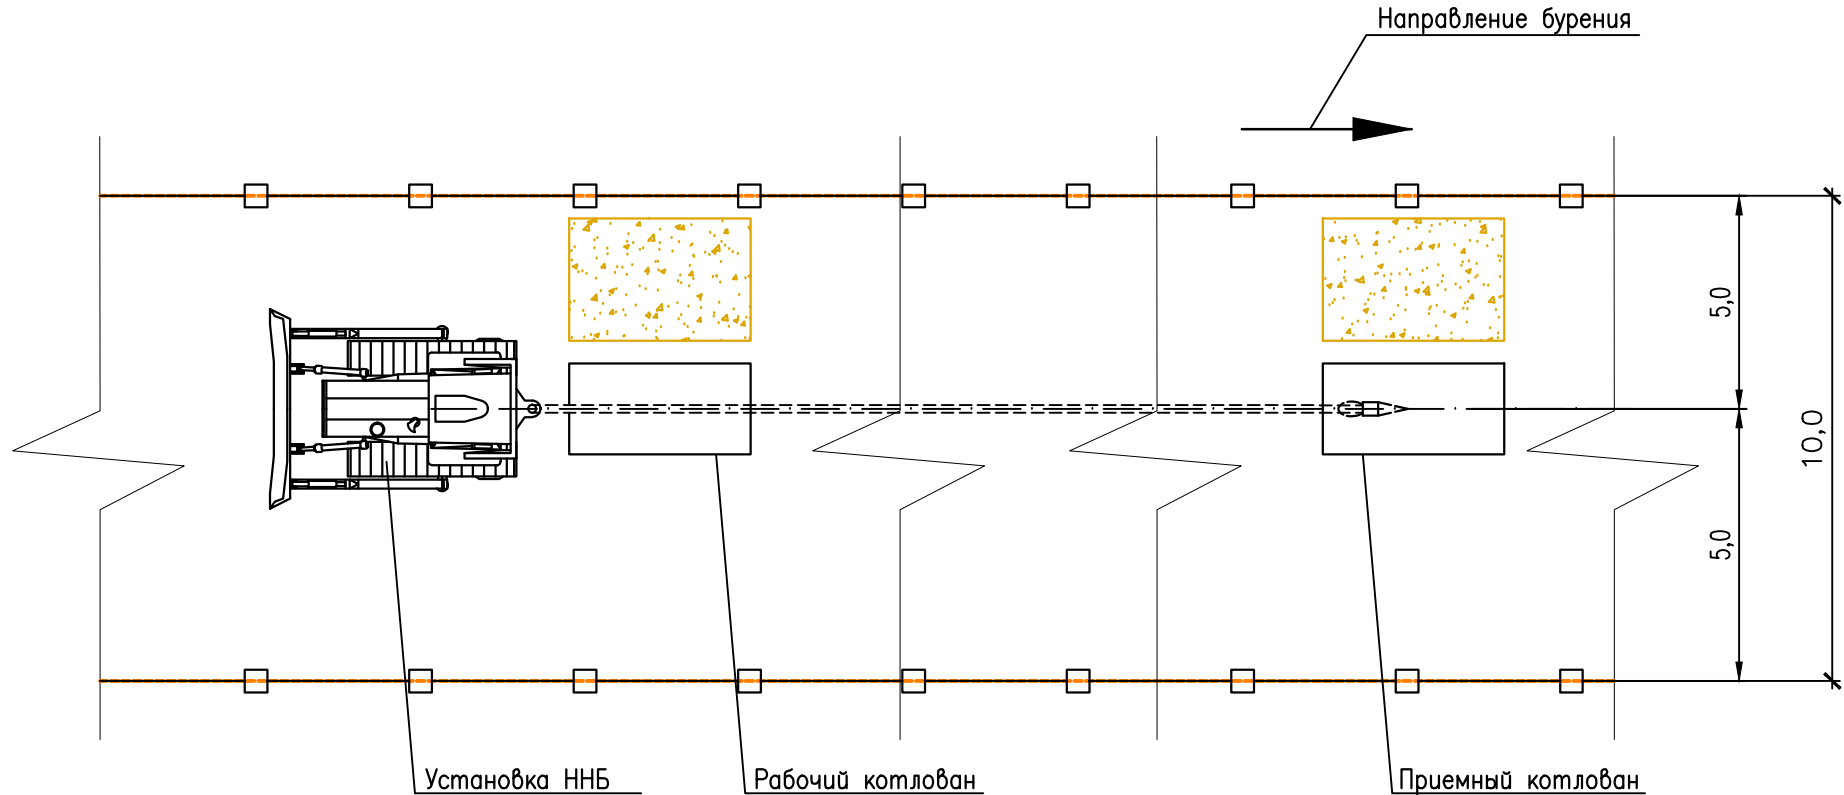 Направление бурения
5,0
10,0
5,0
Установка ННБ
Рабочий котлован
Приемный котлован